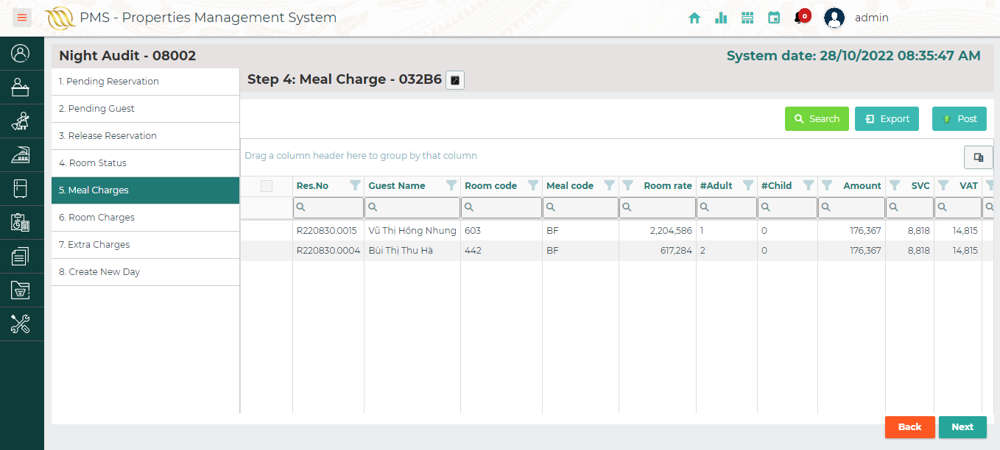 PMS - Properties Management System
0
admin
Night Audit - 08002
System date: 28/10/2022 08:35:47 AM
1. Pending Reservation
2. Pending Guest
3. Release Reservation
4. Room Status
5. Meal Charges
6. Room Charges
7. Extra Charges
8. Create New Day
Step 4: Meal Charge - 032B6
Search Export Post
Drag a column header here to group by that column
Res.No Guest Name Room code Meal code Room rate #Adult #Child Amount SVC VAT
R220830.0015 Vũ Thị Hồng Nhung 603 BF 2,204,586 1 0 176,367 8,818 14,815
R220830.0004 Bùi Thị Thu Hà 442 BF 617,284 2 0 176,367 8,818 14,815
Back Next